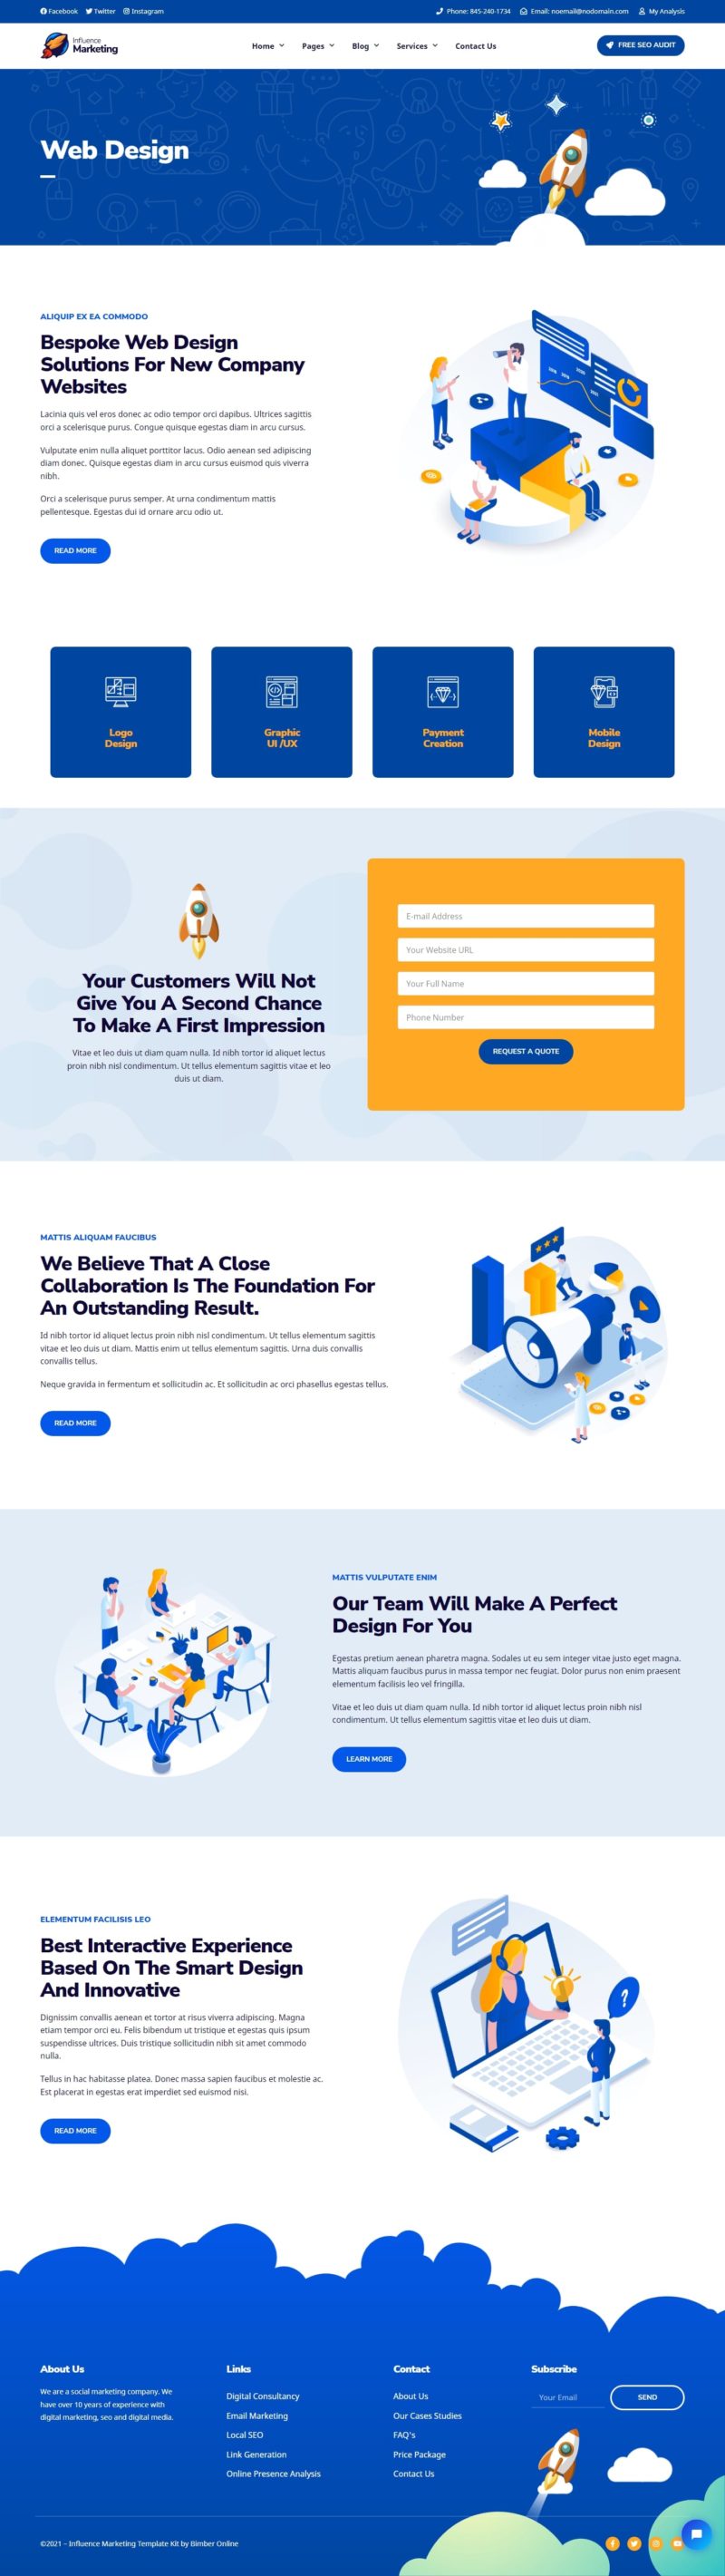 Facebook Twitter Instagram
Phone: 845-240-1734 Email: noemail@nodomain.com My Analysis
Influence
Marketing
Home Pages Blog Services Contact Us
FREE SEO AUDIT
Web Design
ALIQUIP EX EA COMMODO
Bespoke Web Design
Solutions For New Company
Websites
Lacinia quis vel eros donec ac odio tempor orci dapibus. Ultrices sagittis
orci a scelerisque purus. Congue quisque egestas diam in arcu cursus.
Vulputate enim nulla aliquet porttitor lacus. Odio aenean sed adipiscing
diam donec. Quisque egestas diam in arcu cursus euismod quis viverra
nibh.
Orci a scelerisque purus semper. At urna condimentum mattis
pellentesque. Egestas dui id ornare arcu odio ut.
READ MORE
Logo
Design
Graphic
UI /UX
Payment
Creation
Mobile
Design
Your Customers Will Not
Give You A Second Chance
To Make A First Impression
Vitae et leo duis ut diam quam nulla. Id nibh tortor id aliquet lectus
proin nibh nisl condimentum. Ut tellus elementum sagittis vitae et leo
duis ut diam.
E-mail Address
Your Website URL
Your Full Name
Phone Number
REQUEST A QUOTE
MATTIS ALIQUAM FAUCIBUS
We Believe That A Close
Collaboration Is The Foundation For
An Outstanding Result.
Id nibh tortor id aliquet lectus proin nibh nisl condimentum. Ut tellus elementum sagittis
vitae et leo duis ut diam. Mattis enim ut tellus elementum sagittis. Urna duis convallis
convallis tellus.
Neque gravida in fermentum et sollicitudin ac. Et sollicitudin ac orci phasellus egestas tellus.
READ MORE
MATTIS VULPUTATE ENIM
Our Team Will Make A Perfect
Design For You
Egestas pretium aenean pharetra magna. Sodales ut eu sem integer vitae justo eget magna.
Mattis aliquam faucibus purus in massa tempor nec feugiat. Dolor purus non enim praesent
elementum facilisis leo vel fringilla.
Vitae et leo duis ut diam quam nulla. Id nibh tortor id aliquet lectus proin nibh nisl
condimentum. Ut tellus elementum sagittis vitae et leo duis ut diam.
LEARN MORE
ELEMENTUM FACILISIS LEO
Best Interactive Experience
Based On The Smart Design
And Innovative
Dignissim convallis aenean et tortor at risus viverra adipiscing. Magna
etiam tempor orci eu. Felis bibendum ut tristique et egestas quis ipsum
suspendisse ultrices. Duis tristique sollicitudin nibh sit amet commodo
nulla.
Tellus in hac habitasse platea. Donec massa sapien faucibus et molestie ac.
Est placerat in egestas erat imperdiet sed euismod nisi.
READ MORE
?
About Us
We are a social marketing company. We
have over 10 years of experience with
digital marketing, seo and digital media.
Links
Digital Consultancy
Email Marketing
Local SEO
Link Generation
Online Presence Analysis
Contact
About Us
Our Cases Studies
FAQ's
Price Package
Contact Us
Subscribe
Your Email
SEND
©2021 – Influence Marketing Template Kit by Bimber Online